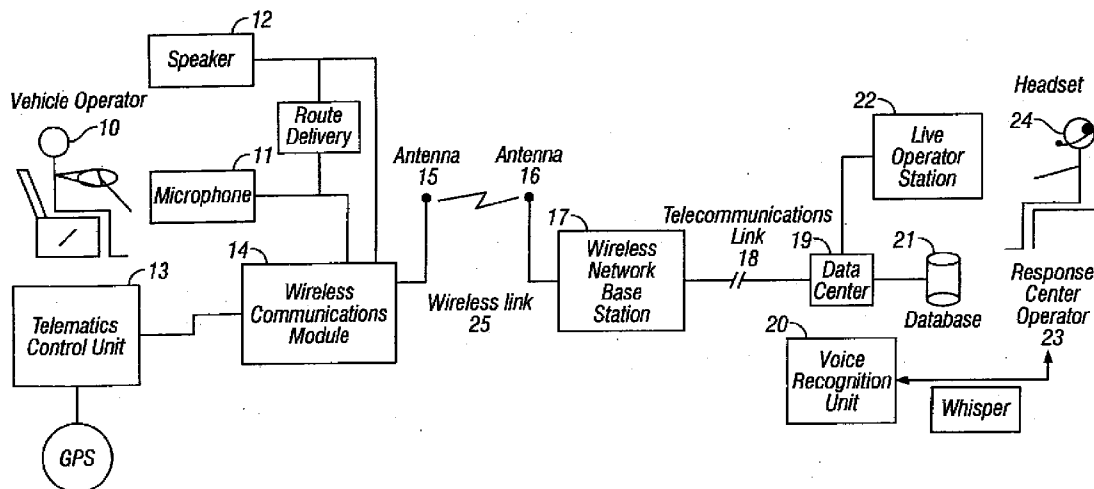 12
Speaker
Vehicle Operator
10
Route
Delivery
11
Microphone
13
Telematics
Control Unit
GPS
14
Wireless
Communications
Module
Antenna
15
Antenna
16
Wireless link
25
17
Wireless
Network
Base
Station
Telecommunications
Link
18
19
Data
Center
20
Voice
Recognition
Unit
21
Database
22
Live
Operator
Station
Headset
24
Response
Center
Operator
23
Whisper